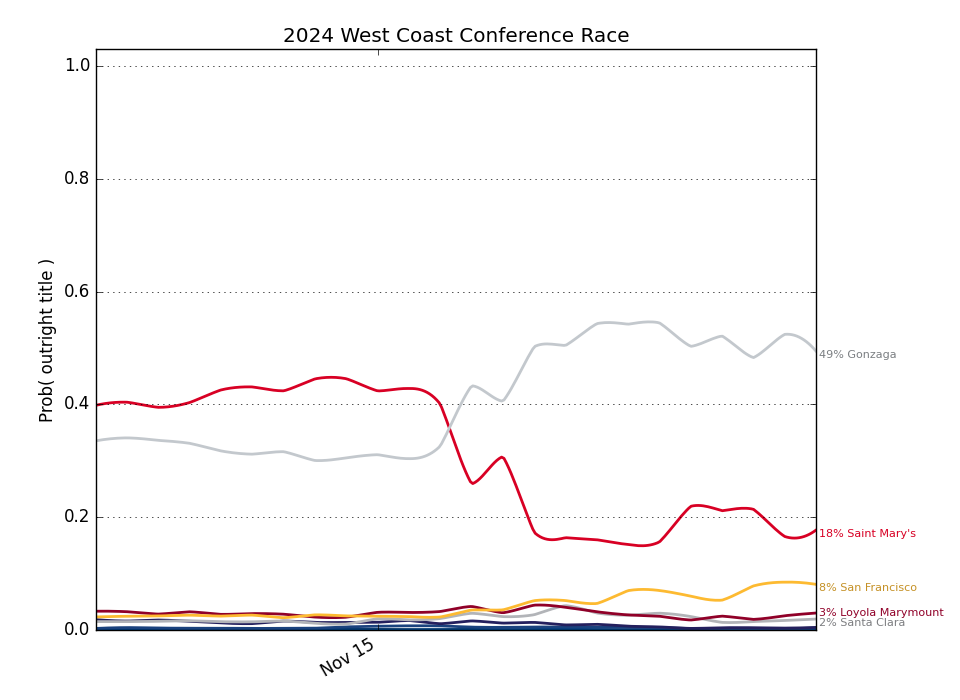 2024 West Coast Conference Race
1.0
0.8
0.6
0.4
0.2
0.0
Prob( outright title )
Nov 15
49% Gonzaga
18% Saint Mary's
8% San Francisco
3% Loyola Marymount
2% Santa Clara